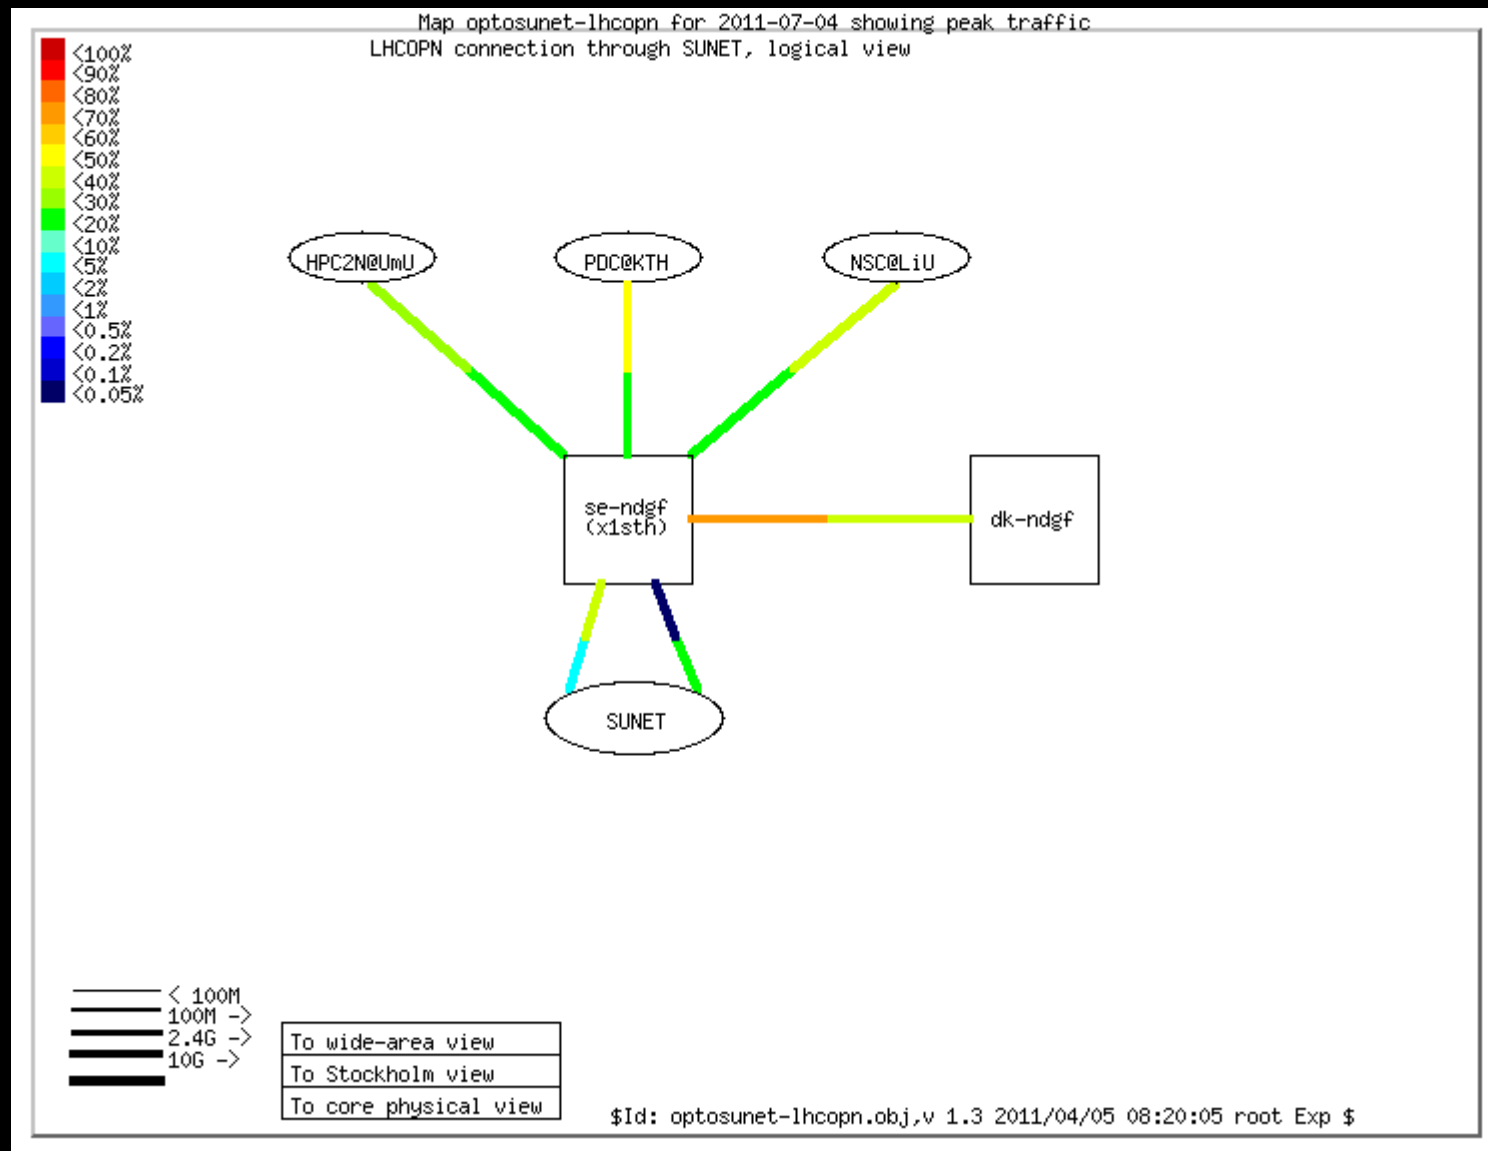 Map optosunet-lhcopn for 2011-07-04 showing peak traffic
LHCOPN connection through SUNET, logical view
<100%
<90%
<80%
<70%
<60%
<50%
<40%
<30%
<20%
<10%
<5%
<2%
<1%
<0.5%
<0.2%
<0.1%
<0.05%
HPC2N@UmU
PDC@KTH
NSC@LiU
se-ndgf
(x1sth)
dk-ndgf
SUNET
< 100M
100M ->
2.4G ->
10G ->
To wide-area view
To Stockholm view
To core physical view
$Id: optosunet-lhcopn.obj,v 1.3 2011/04/05 08:20:05 root Exp $